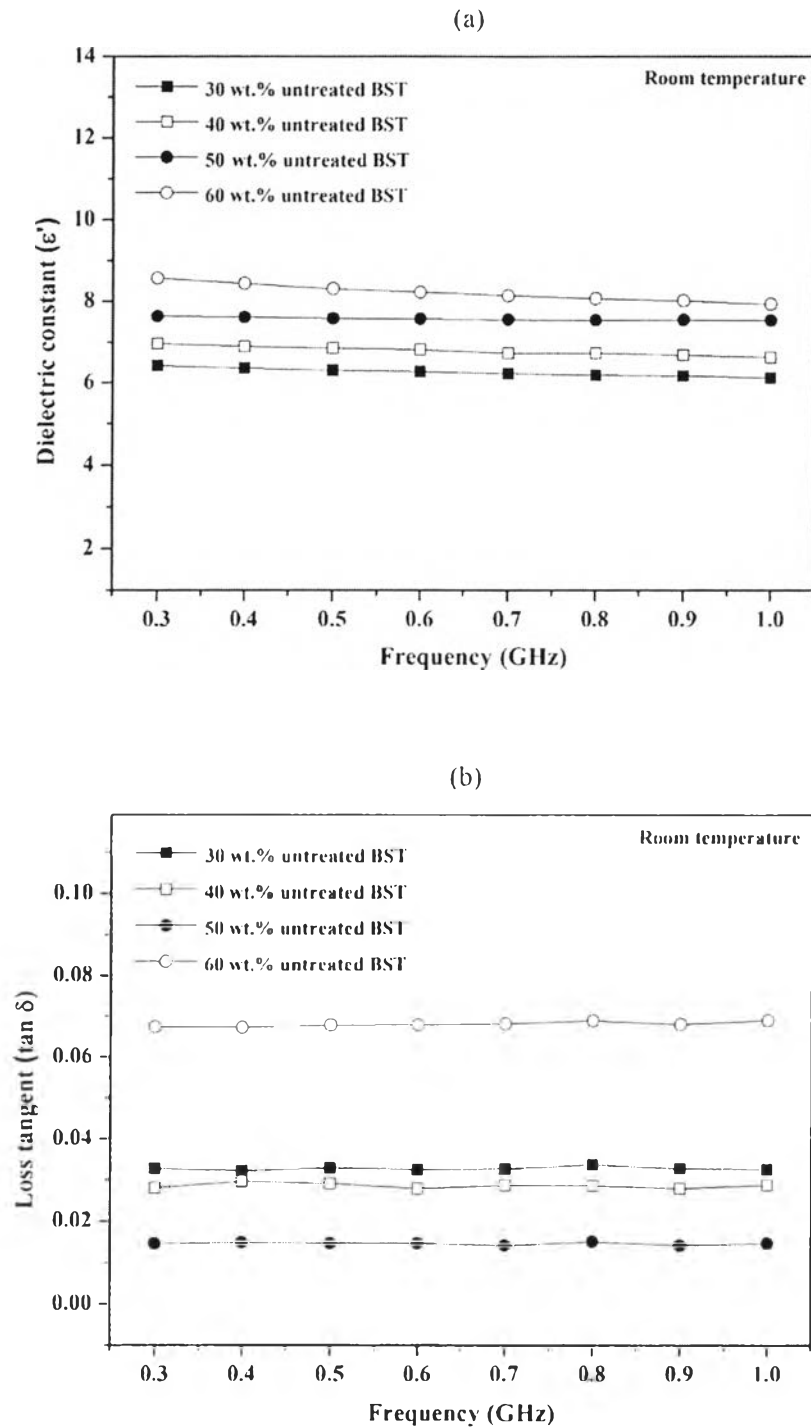 (a)
14
12
10
8
6
4
2
Dielectric constant (ε')
30 wt.% untreated BST
40 wt.% untreated BST
50 wt.% untreated BST
60 wt.% untreated BST
Room temperature
0.3 0.4 0.5 0.6 0.7 0.8 0.9 1.0
Frequency (GHz)
(b)
0.10
0.08
0.06
0.04
0.02
0.00
Loss tangent (tan δ)
30 wt.% untreated BST
40 wt.% untreated BST
50 wt.% untreated BST
60 wt.% untreated BST
Room temperature
0.3 0.4 0.5 0.6 0.7 0.8 0.9 1.0
Frequency (GHz)